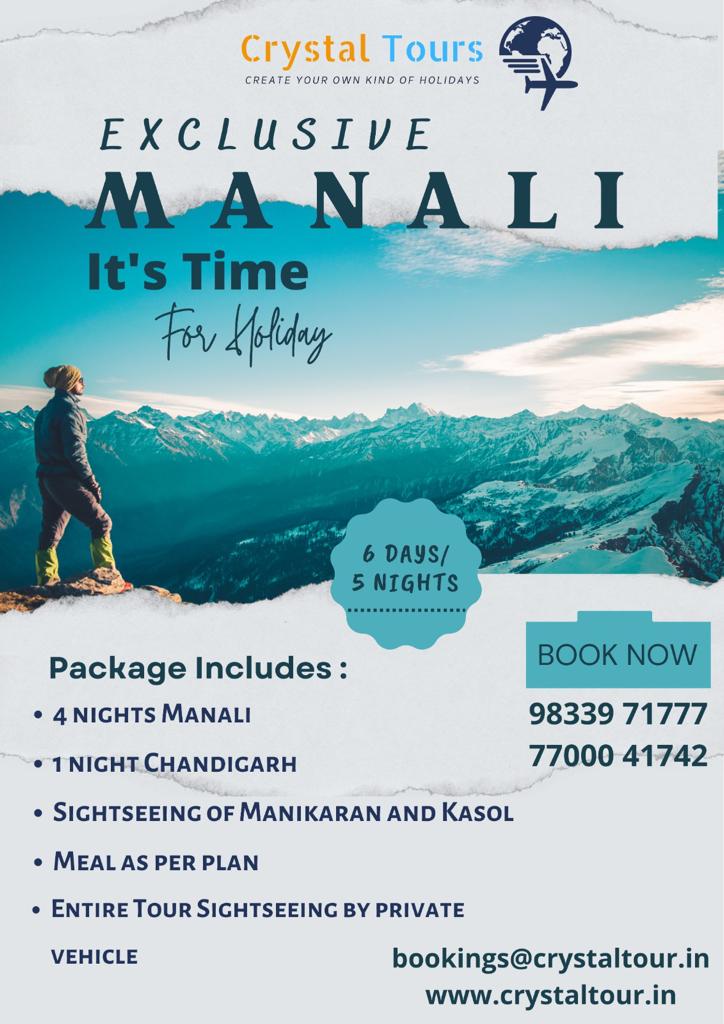 Crystal Tours
CREATE YOUR OWN KIND OF HOLIDAYS
EXCLUSIVE
MANALI
It's Time
For Holiday
6 DAYS/
5 NIGHTS
Package Includes :
• 4 nights Manali
• 1 night Chandigarh
• Sightseeing of Manikaran and Kasol
• Meal as per plan
• Entire Tour Sightseeing by private
vehicle
BOOK NOW
98339 71777
77000 41742
bookings@crystaltour.in
www.crystaltour.in